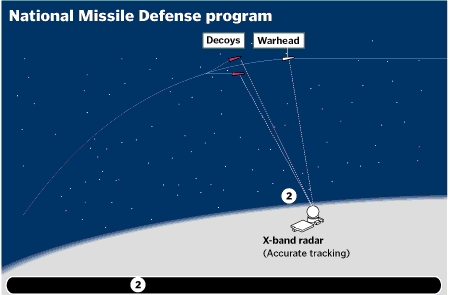 National Missile Defense program
Decoys
Warhead
2
X-band radar
(Accurate tracking)
2